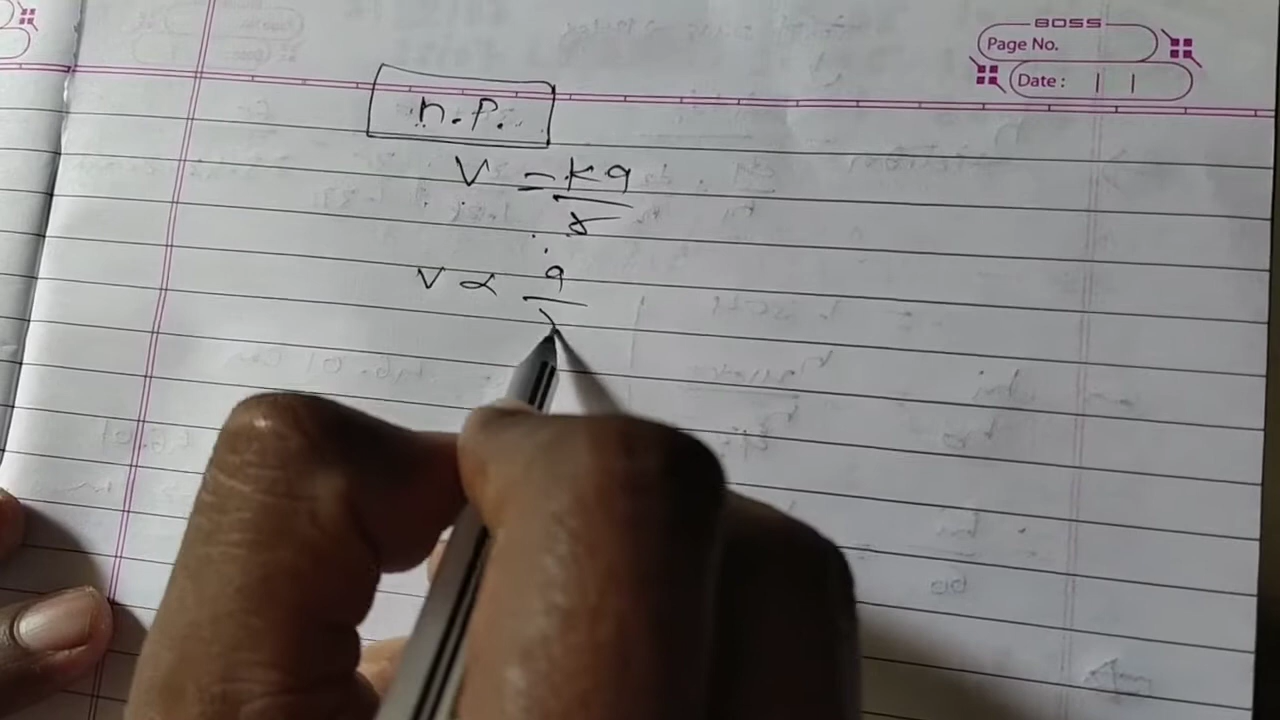 BOSS
Page No.
Date :
n.p.
V = kq/r
V ∝ q/